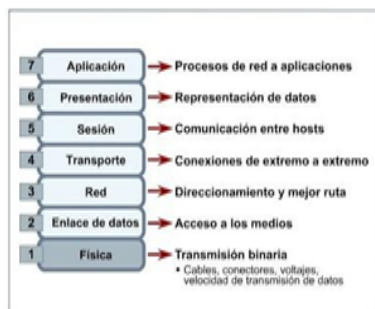 7 Aplicación Procesos de red a aplicaciones
6 Presentación Representación de datos
5 Sesión Comunicación entre hosts
4 Transporte Conexiones de extremo a extremo
3 Red Direccionamiento y mejor ruta
2 Enlace de datos Acceso a los medios
1 Física Transmisión binaria
• Cables, conectores, voltajes,
velocidad de transmisión de datos